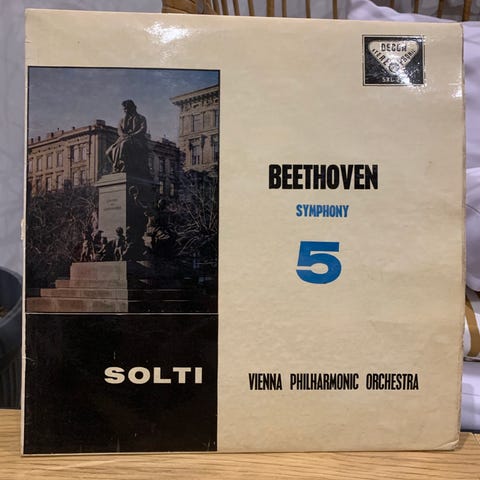 DECCA
BEETHOVEN
SYMPHONY
5
SOLTI
VIENNA PHILHARMONIC ORCHESTRA